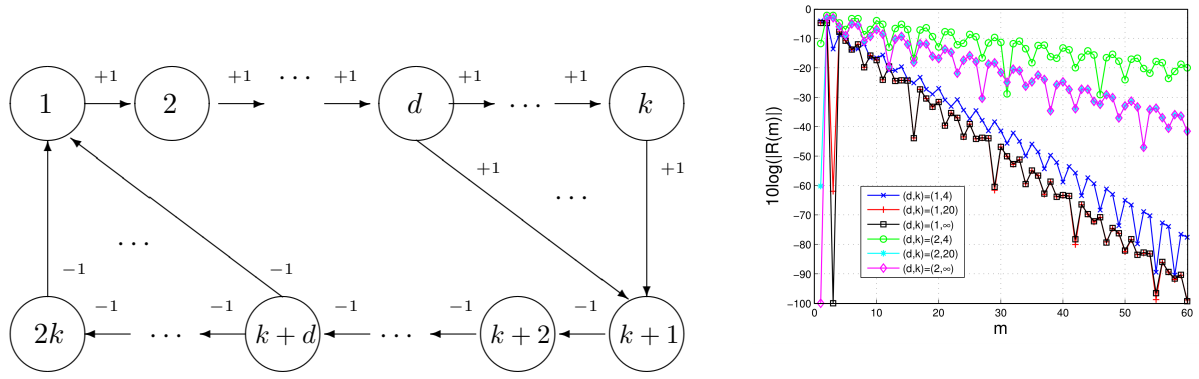 +1 +1 ··· +1 +1 +1
1 2 d ··· k
+1 +1
···
···
−1 −1
−1 −1 −1 −1 −1
2k ··· k + d ··· k + 2 k + 1
0
−10
−20
−30
−40
−50
−60
−70
−80
−90
−100
10log(|R(m)|)
(d,k)=(1,4)
(d,k)=(1,20)
(d,k)=(1,∞)
(d,k)=(2,4)
(d,k)=(2,20)
(d,k)=(2,∞)
0 10 20 30 40 50 60
m